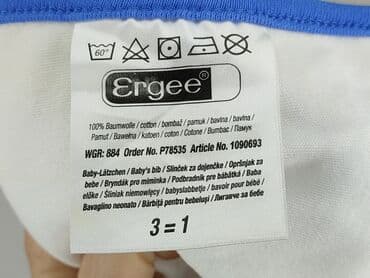 60°
Ergee®
100% Baumwolle / cotton / bombaž / pamuk / bavlna / bavlna /
Pamut / Bawełna / katoen / coton / Cotone / Bumbac / Памук
WGR: 884 Order No. P78535 Article No. 1090693
Baby-Lätzchen / Baby's bib / Slinček za dojenčke / Opršnjak za
bebe / Bryndák pro miminka / Podbradník pre bábätká / Baba
előke / Śliniak niemowlęcy / babyslabbetje / bavoir pour bébé /
Bavaglino neonato / Bărbiță pentru bebeluși / Лигавче за бебе
3 = 1